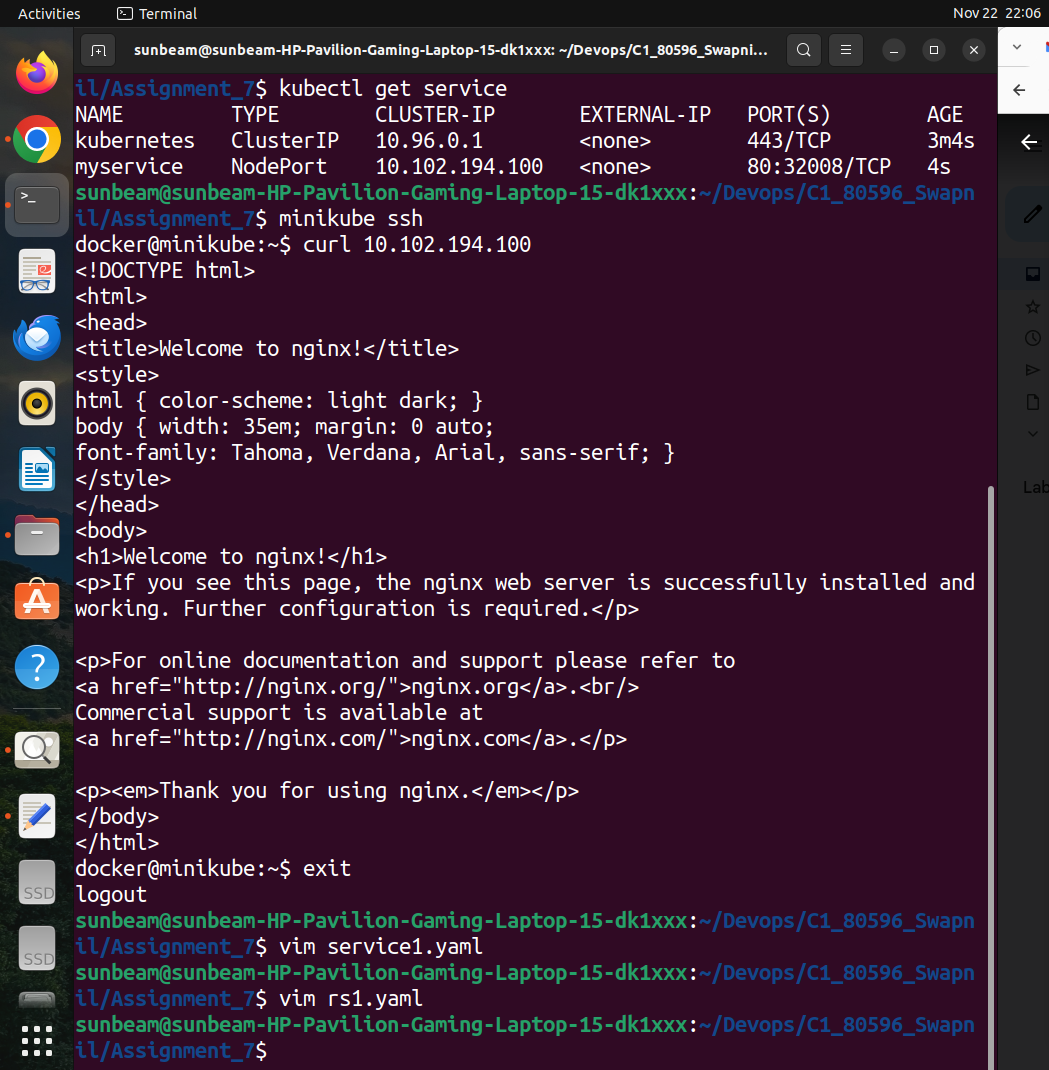 Activities
Terminal
Nov 22 22:06
sunbeam@sunbeam-HP-Pavilion-Gaming-Laptop-15-dk1xxx: ~/Devops/C1_80596_Swapni...
il/Assignment_7$ kubectl get service
NAME TYPE CLUSTER-IP EXTERNAL-IP PORT(S) AGE
kubernetes ClusterIP 10.96.0.1 <none> 443/TCP 3m4s
myservice NodePort 10.102.194.100 <none> 80:32008/TCP 4s
sunbeam@sunbeam-HP-Pavilion-Gaming-Laptop-15-dk1xxx:~/Devops/C1_80596_Swapn
il/Assignment_7$ minikube ssh
docker@minikube:~$ curl 10.102.194.100
<!DOCTYPE html>
<html>
<head>
<title>Welcome to nginx!</title>
<style>
html { color-scheme: light dark; }
body { width: 35em; margin: 0 auto;
font-family: Tahoma, Verdana, Arial, sans-serif; }
</style>
</head>
<body>
<h1>Welcome to nginx!</h1>
<p>If you see this page, the nginx web server is successfully installed and
working. Further configuration is required.</p>
<p>For online documentation and support please refer to
<a href="http://nginx.org/">nginx.org</a>.<br/>
Commercial support is available at
<a href="http://nginx.com/">nginx.com</a>.</p>
<p><em>Thank you for using nginx.</em></p>
</body>
</html>
docker@minikube:~$ exit
logout
sunbeam@sunbeam-HP-Pavilion-Gaming-Laptop-15-dk1xxx:~/Devops/C1_80596_Swapn
il/Assignment_7$ vim service1.yaml
sunbeam@sunbeam-HP-Pavilion-Gaming-Laptop-15-dk1xxx:~/Devops/C1_80596_Swapn
il/Assignment_7$ vim rs1.yaml
sunbeam@sunbeam-HP-Pavilion-Gaming-Laptop-15-dk1xxx:~/Devops/C1_80596_Swapn
il/Assignment_7$
Lab
SSD
SSD